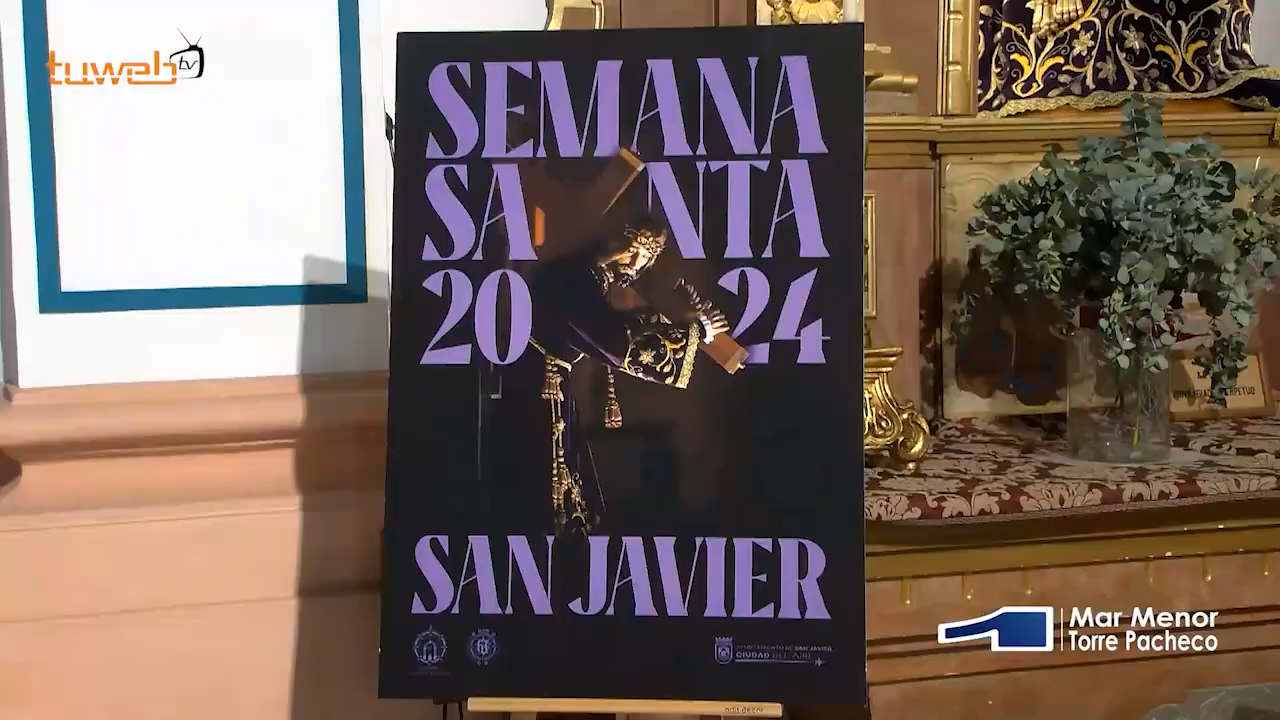 tuweb tv
SEMANA
SANTA
2024
SAN JAVIER
AYUNTAMIENTO DE SAN JAVIER
CIUDAD DEL AIRE
Mar Menor
Torre Pacheco